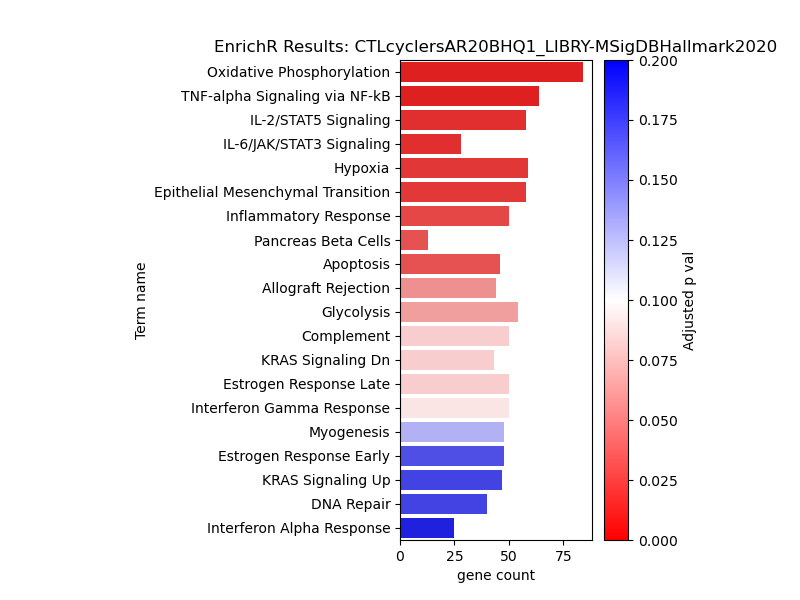 EnrichR Results: CTLcyclersAR20BHQ1_LIBRY-MSigDBHallmark2020
Oxidative Phosphorylation
TNF-alpha Signaling via NF-kB
IL-2/STAT5 Signaling
IL-6/JAK/STAT3 Signaling
Hypoxia
Epithelial Mesenchymal Transition
Inflammatory Response
Pancreas Beta Cells
Apoptosis
Allograft Rejection
Glycolysis
Complement
KRAS Signaling Dn
Estrogen Response Late
Interferon Gamma Response
Myogenesis
Estrogen Response Early
KRAS Signaling Up
DNA Repair
Interferon Alpha Response
Term name
0 25 50 75
gene count
0.200
0.175
0.150
0.125
0.100
0.075
0.050
0.025
0.000
Adjusted p val